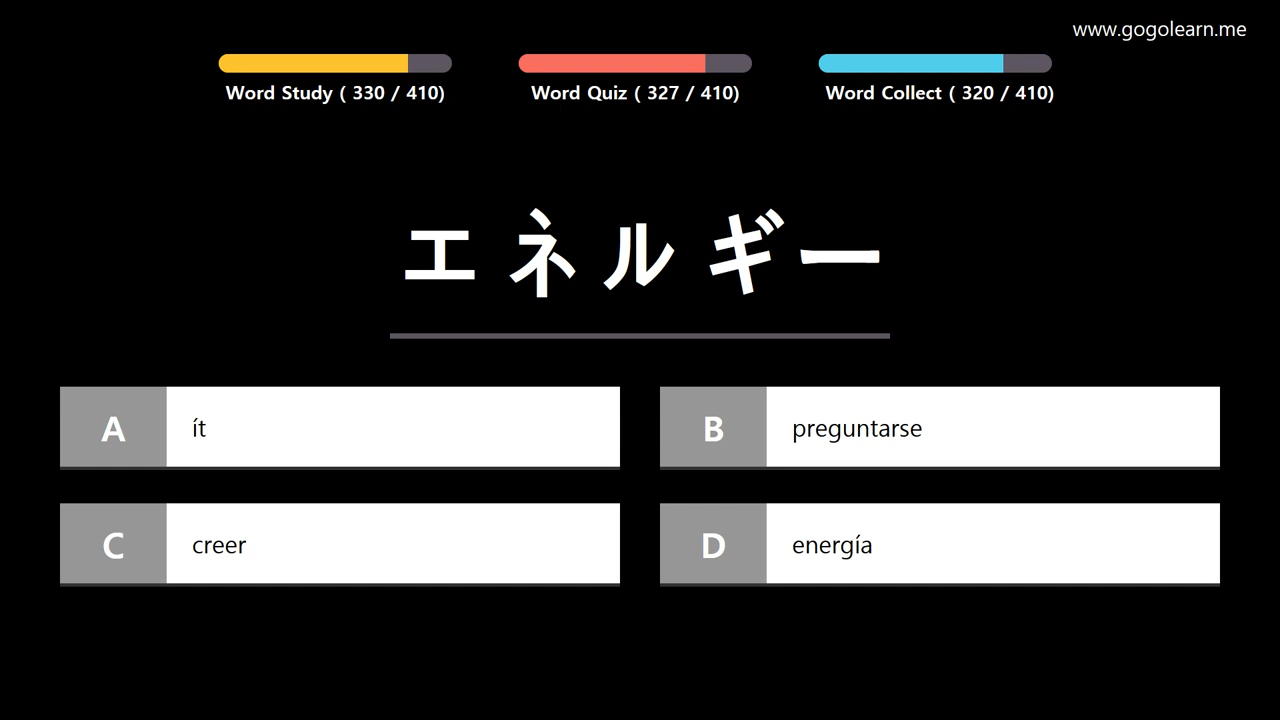 www.gogolearn.me
Word Study ( 330 / 410)
Word Quiz ( 327 / 410)
Word Collect ( 320 / 410)
エネルギー
A
ít
B
preguntarse
C
creer
D
energía